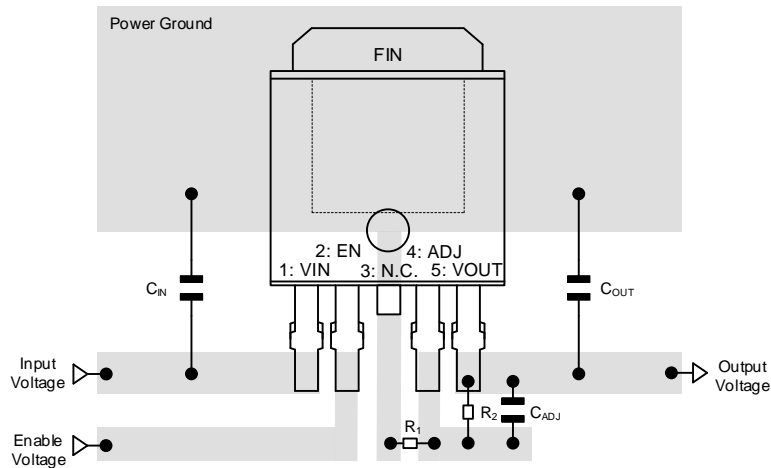 Power Ground
FIN
2: EN
4: ADJ
1: VIN
3: N.C.
5: VOUT
CIN
COUT
Input
Voltage
Output
Voltage
R1
R2
CADJ
Enable
Voltage